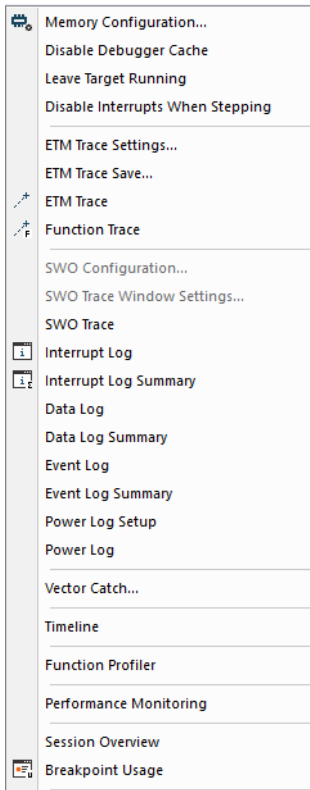 Memory Configuration...
Disable Debugger Cache
Leave Target Running
Disable Interrupts When Stepping
ETM Trace Settings...
ETM Trace Save...
ETM Trace
Function Trace
SWO Configuration...
SWO Trace Window Settings...
SWO Trace
Interrupt Log
Interrupt Log Summary
Data Log
Data Log Summary
Event Log
Event Log Summary
Power Log Setup
Power Log
Vector Catch...
Timeline
Function Profiler
Performance Monitoring
Session Overview
Breakpoint Usage